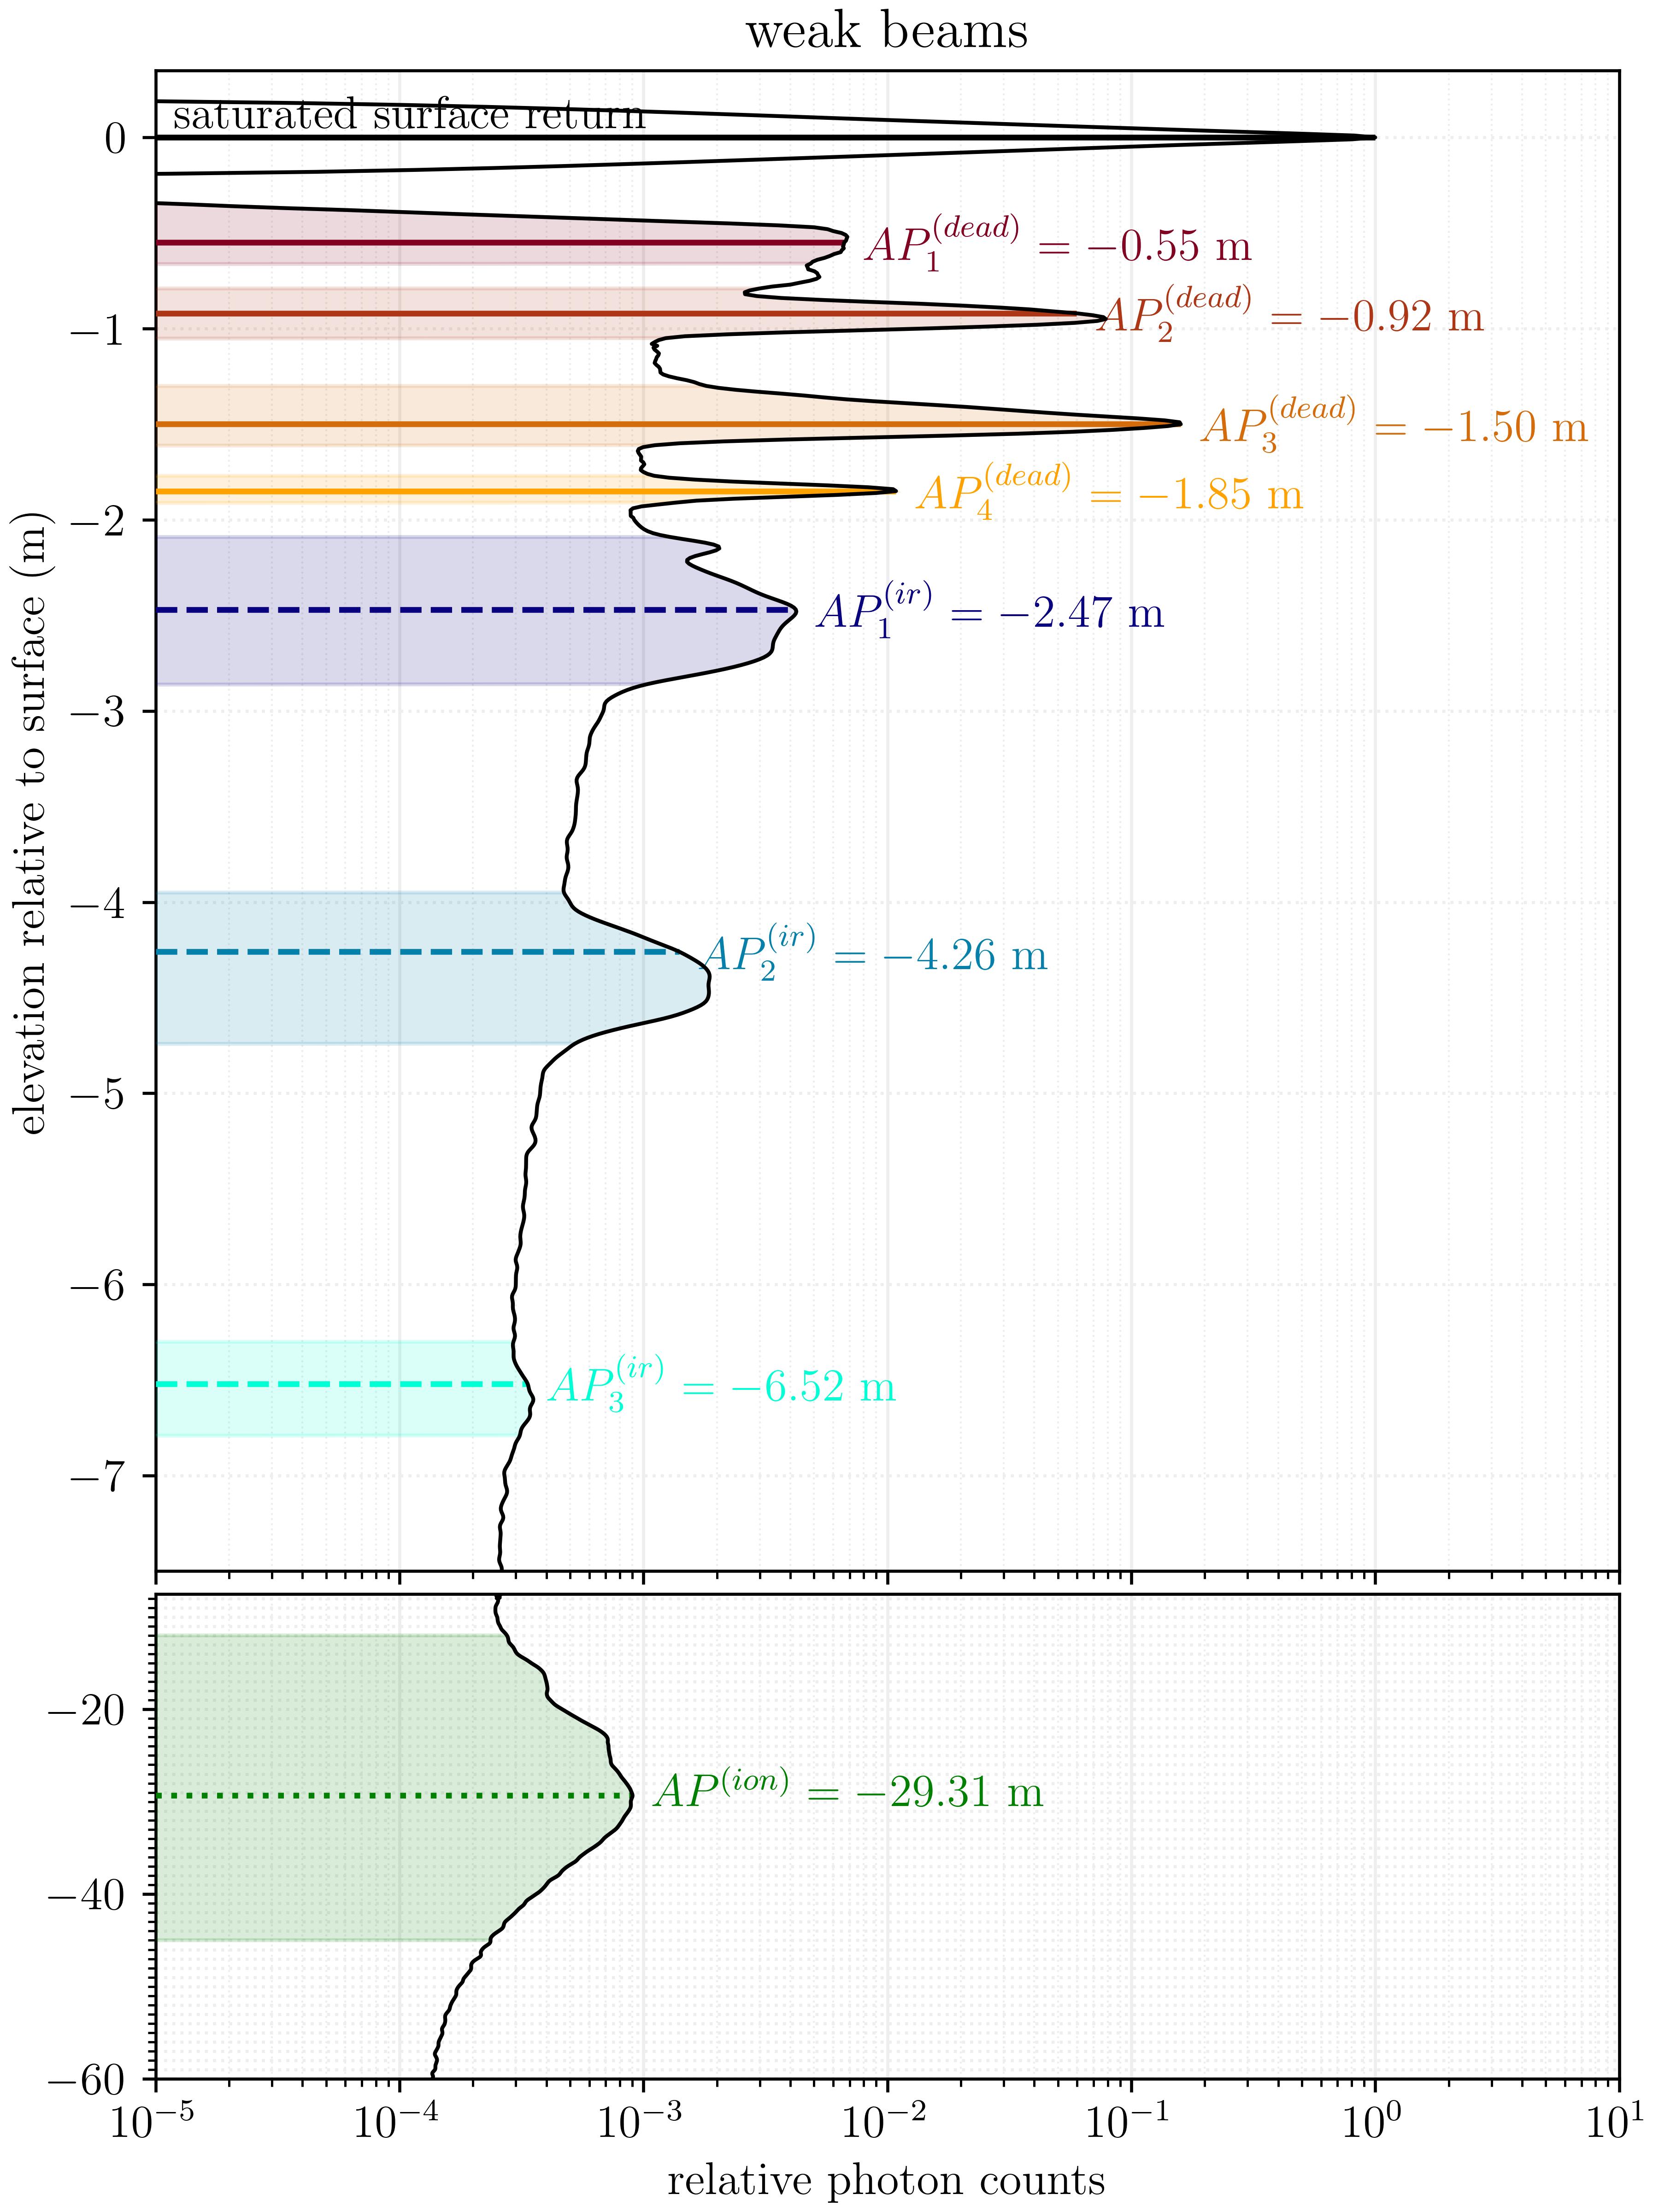 weak beams
saturated surface return
0
−1
−2
−3
−4
−5
−6
−7
elevation relative to surface (m)
$AP_1^{(dead)} = -0.55$ m
$AP_2^{(dead)} = -0.92$ m
$AP_3^{(dead)} = -1.50$ m
$AP_4^{(dead)} = -1.85$ m
$AP_1^{(ir)} = -2.47$ m
$AP_2^{(ir)} = -4.26$ m
$AP_3^{(ir)} = -6.52$ m
−20
−40
−60
$AP^{(ion)} = -29.31$ m
$10^{-5}$ $10^{-4}$ $10^{-3}$ $10^{-2}$ $10^{-1}$ $10^{0}$ $10^{1}$
relative photon counts